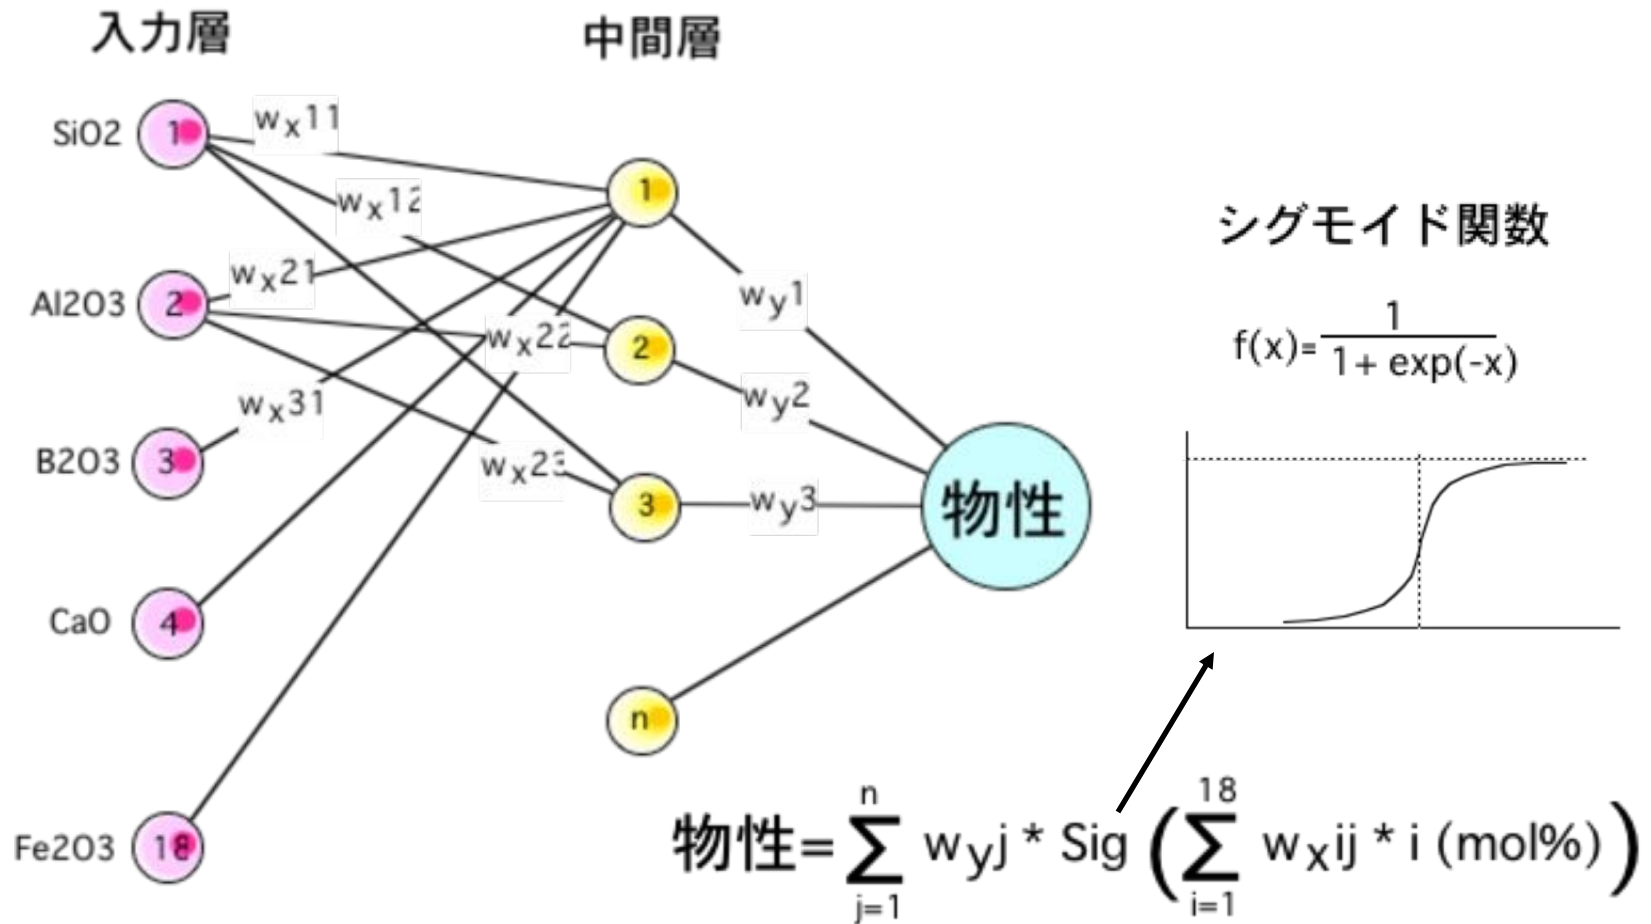 入力層
中間層
SiO2
1
wx11
wx12
1
Al2O3
2
wx21
wx22
2
B2O3
3
wx31
wx23
3
CaO
4
n
Fe2O3
18
wy1
wy2
wy3
物性
シグモイド関数
f(x)=1/1+ exp(-x)
n
18
物性=∑ wyj * Sig (∑ wxij * i (mol%))
j=1
i=1